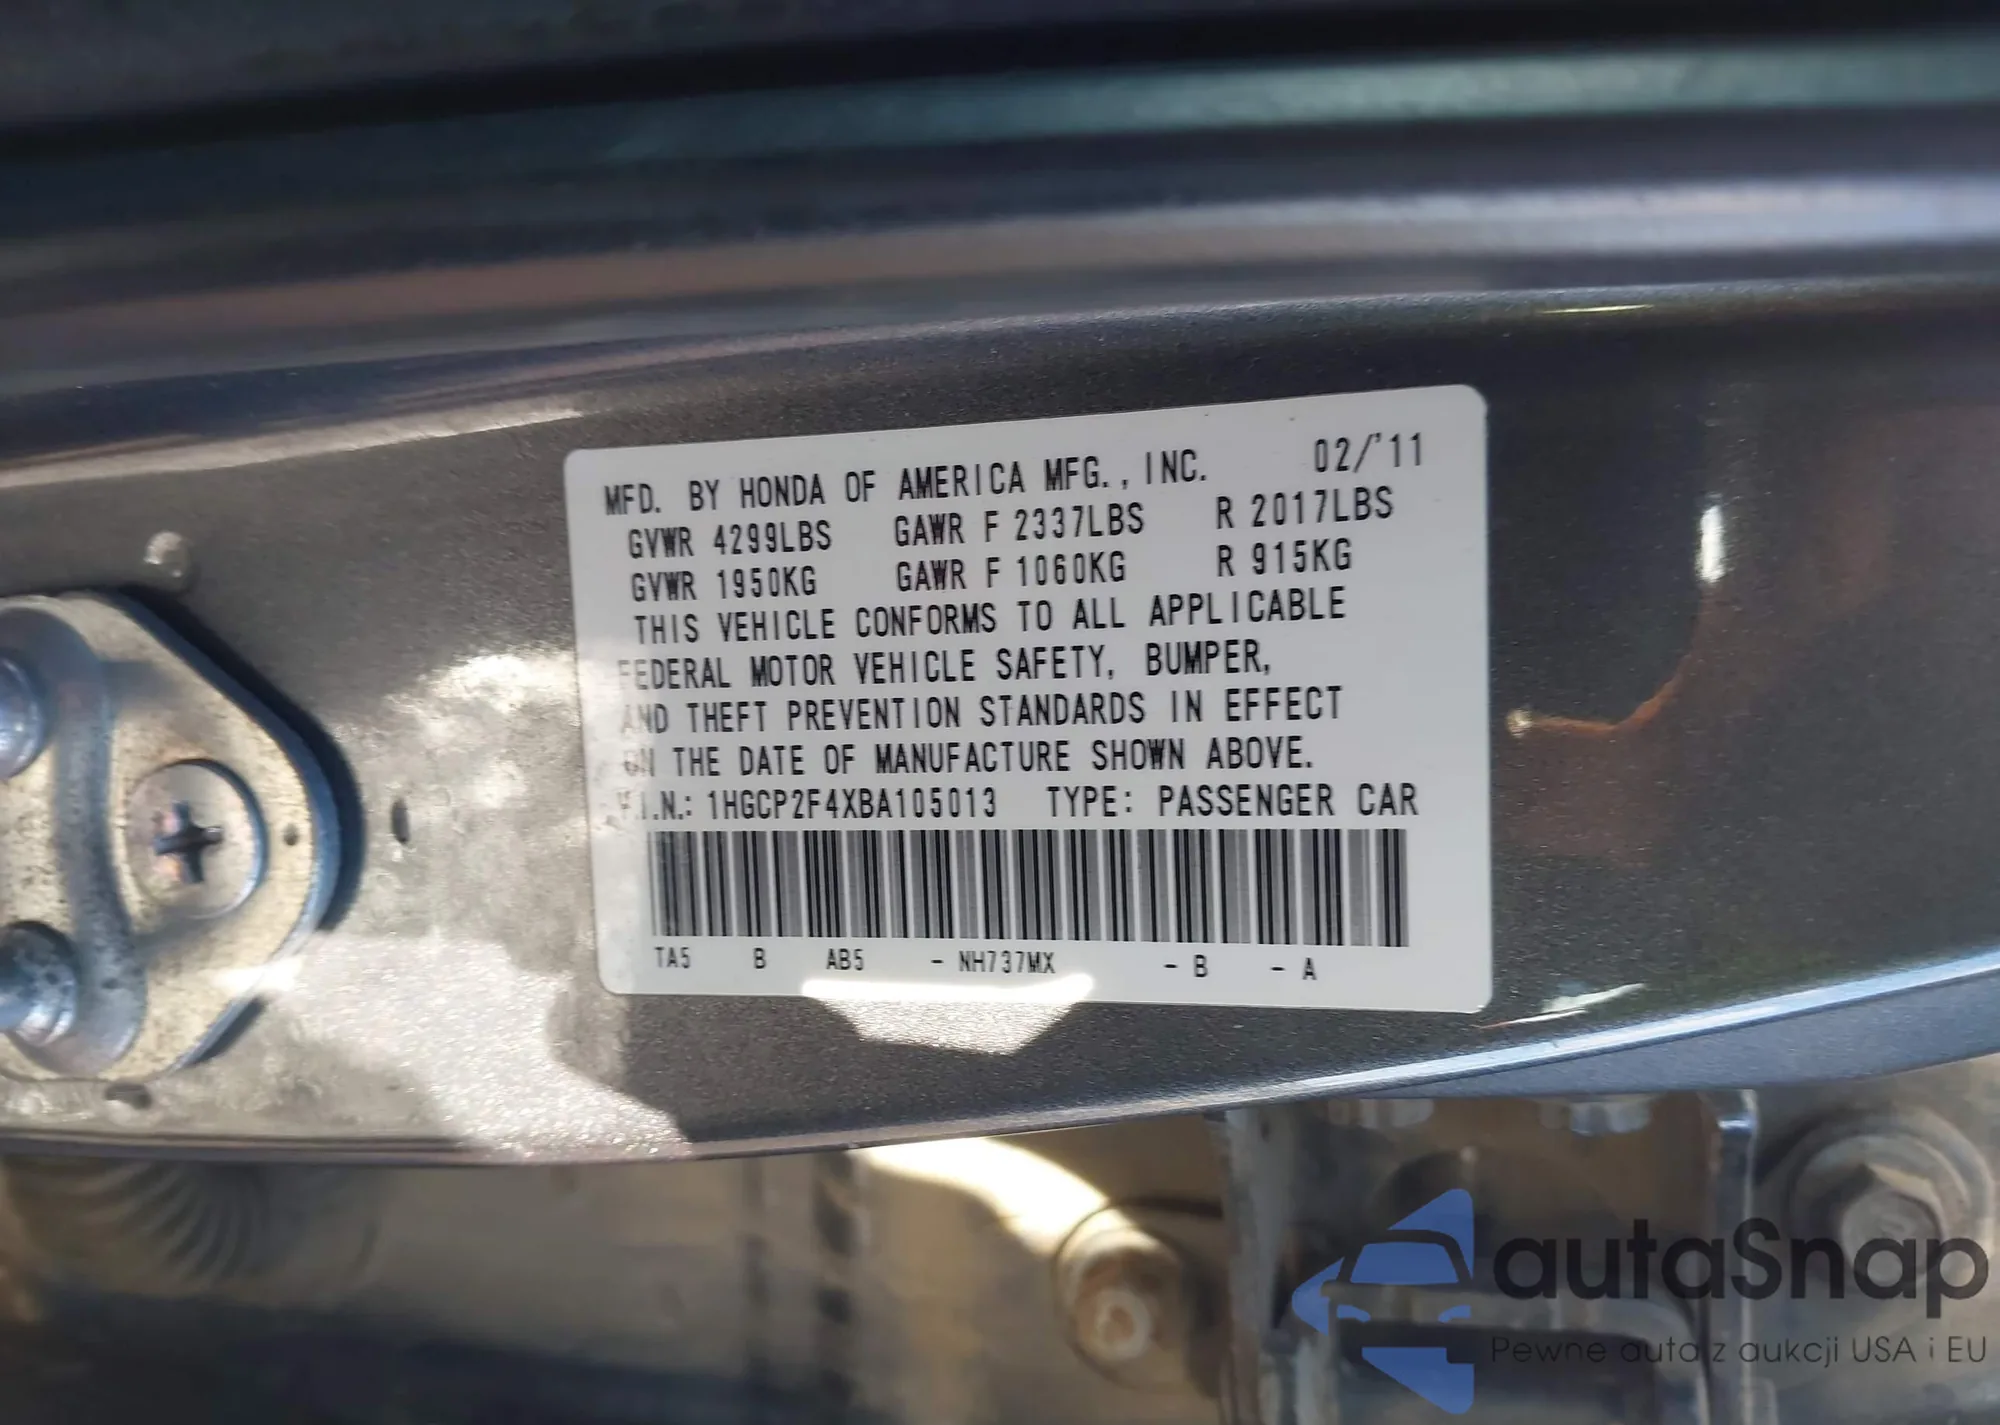 MFD. BY HONDA OF AMERICA MFG., INC. 02/'11
GVWR 4299LBS GAWR F 2337LBS R 2017LBS
GVWR 1950KG GAWR F 1060KG R 915KG
THIS VEHICLE CONFORMS TO ALL APPLICABLE
FEDERAL MOTOR VEHICLE SAFETY, BUMPER,
AND THEFT PREVENTION STANDARDS IN EFFECT
ON THE DATE OF MANUFACTURE SHOWN ABOVE.
V.I.N.: 1HGCP2F4XBA105013 TYPE: PASSENGER CAR
TA5 B AB5 - NH737MX - B - A
autaSnap
Pewne auta z aukcji USA i EU